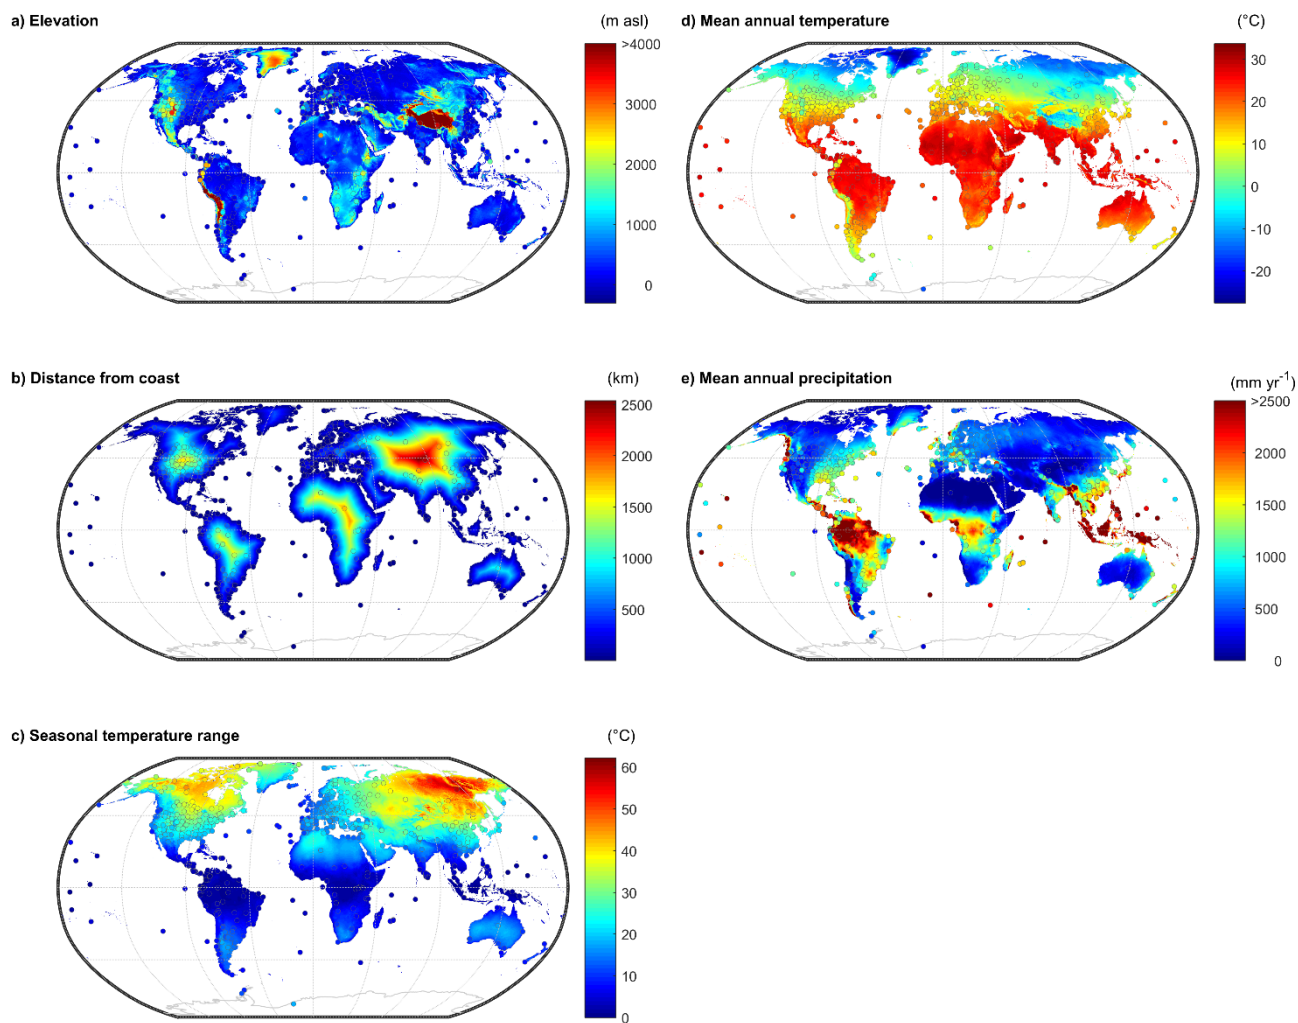 a) Elevation
(m asl)
>4000
3000
2000
1000
0
d) Mean annual temperature
(°C)
30
20
10
0
-10
-20
b) Distance from coast
(km)
2500
2000
1500
1000
500
e) Mean annual precipitation
(mm yr-1)
>2500
2000
1500
1000
500
0
c) Seasonal temperature range
(°C)
60
50
40
30
20
10
0